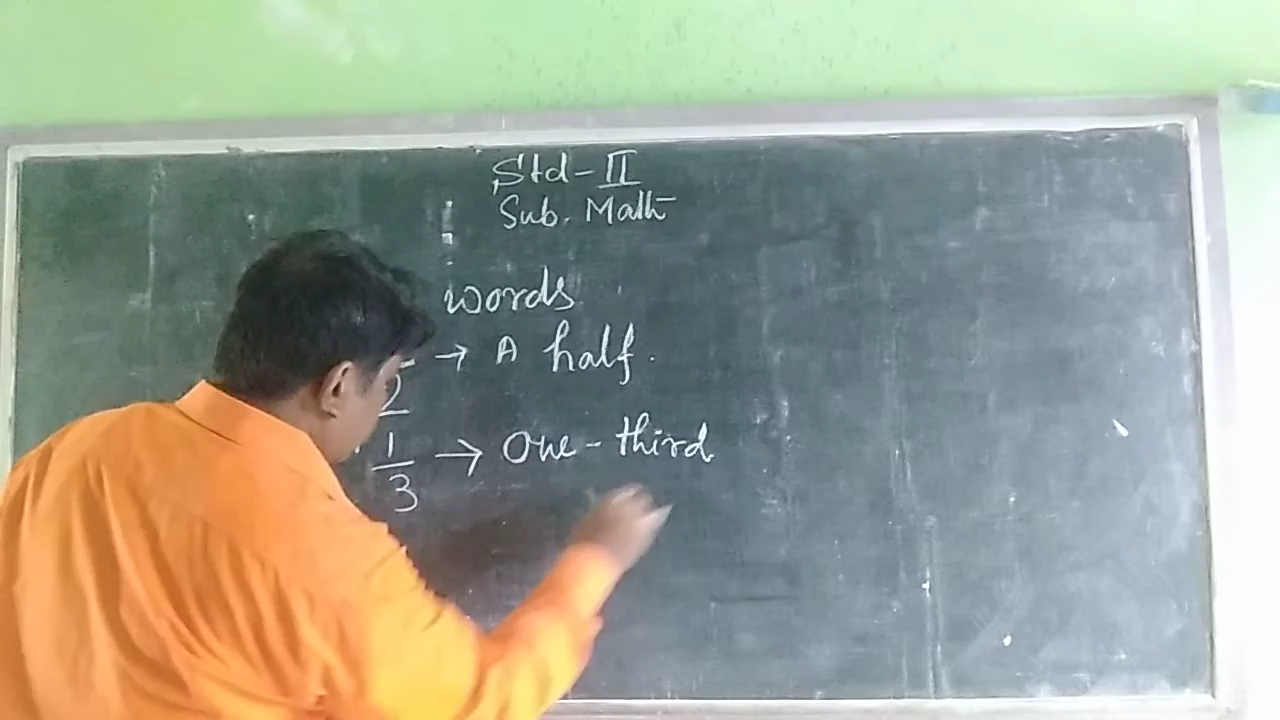 Std-II
Sub. Math
words
2 → A half.
1/3 → One-third